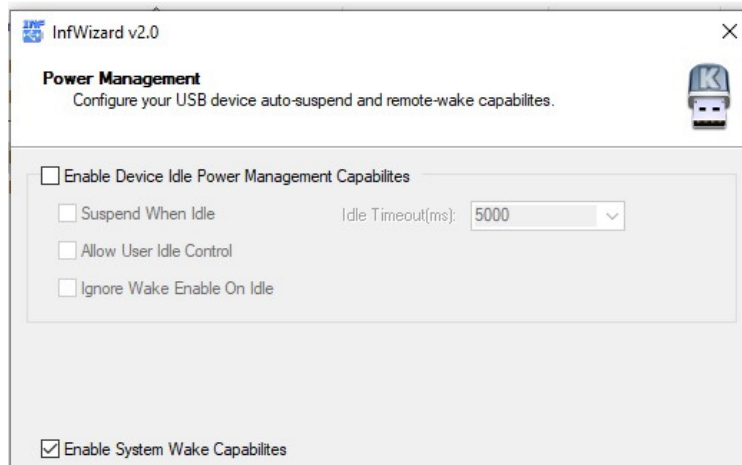 InfWizard v2.0
Power Management
Configure your USB device auto-suspend and remote-wake capabilites.
Enable Device Idle Power Management Capabilites
Suspend When Idle Idle Timeout(ms): 5000
Allow User Idle Control
Ignore Wake Enable On Idle
Enable System Wake Capabilites